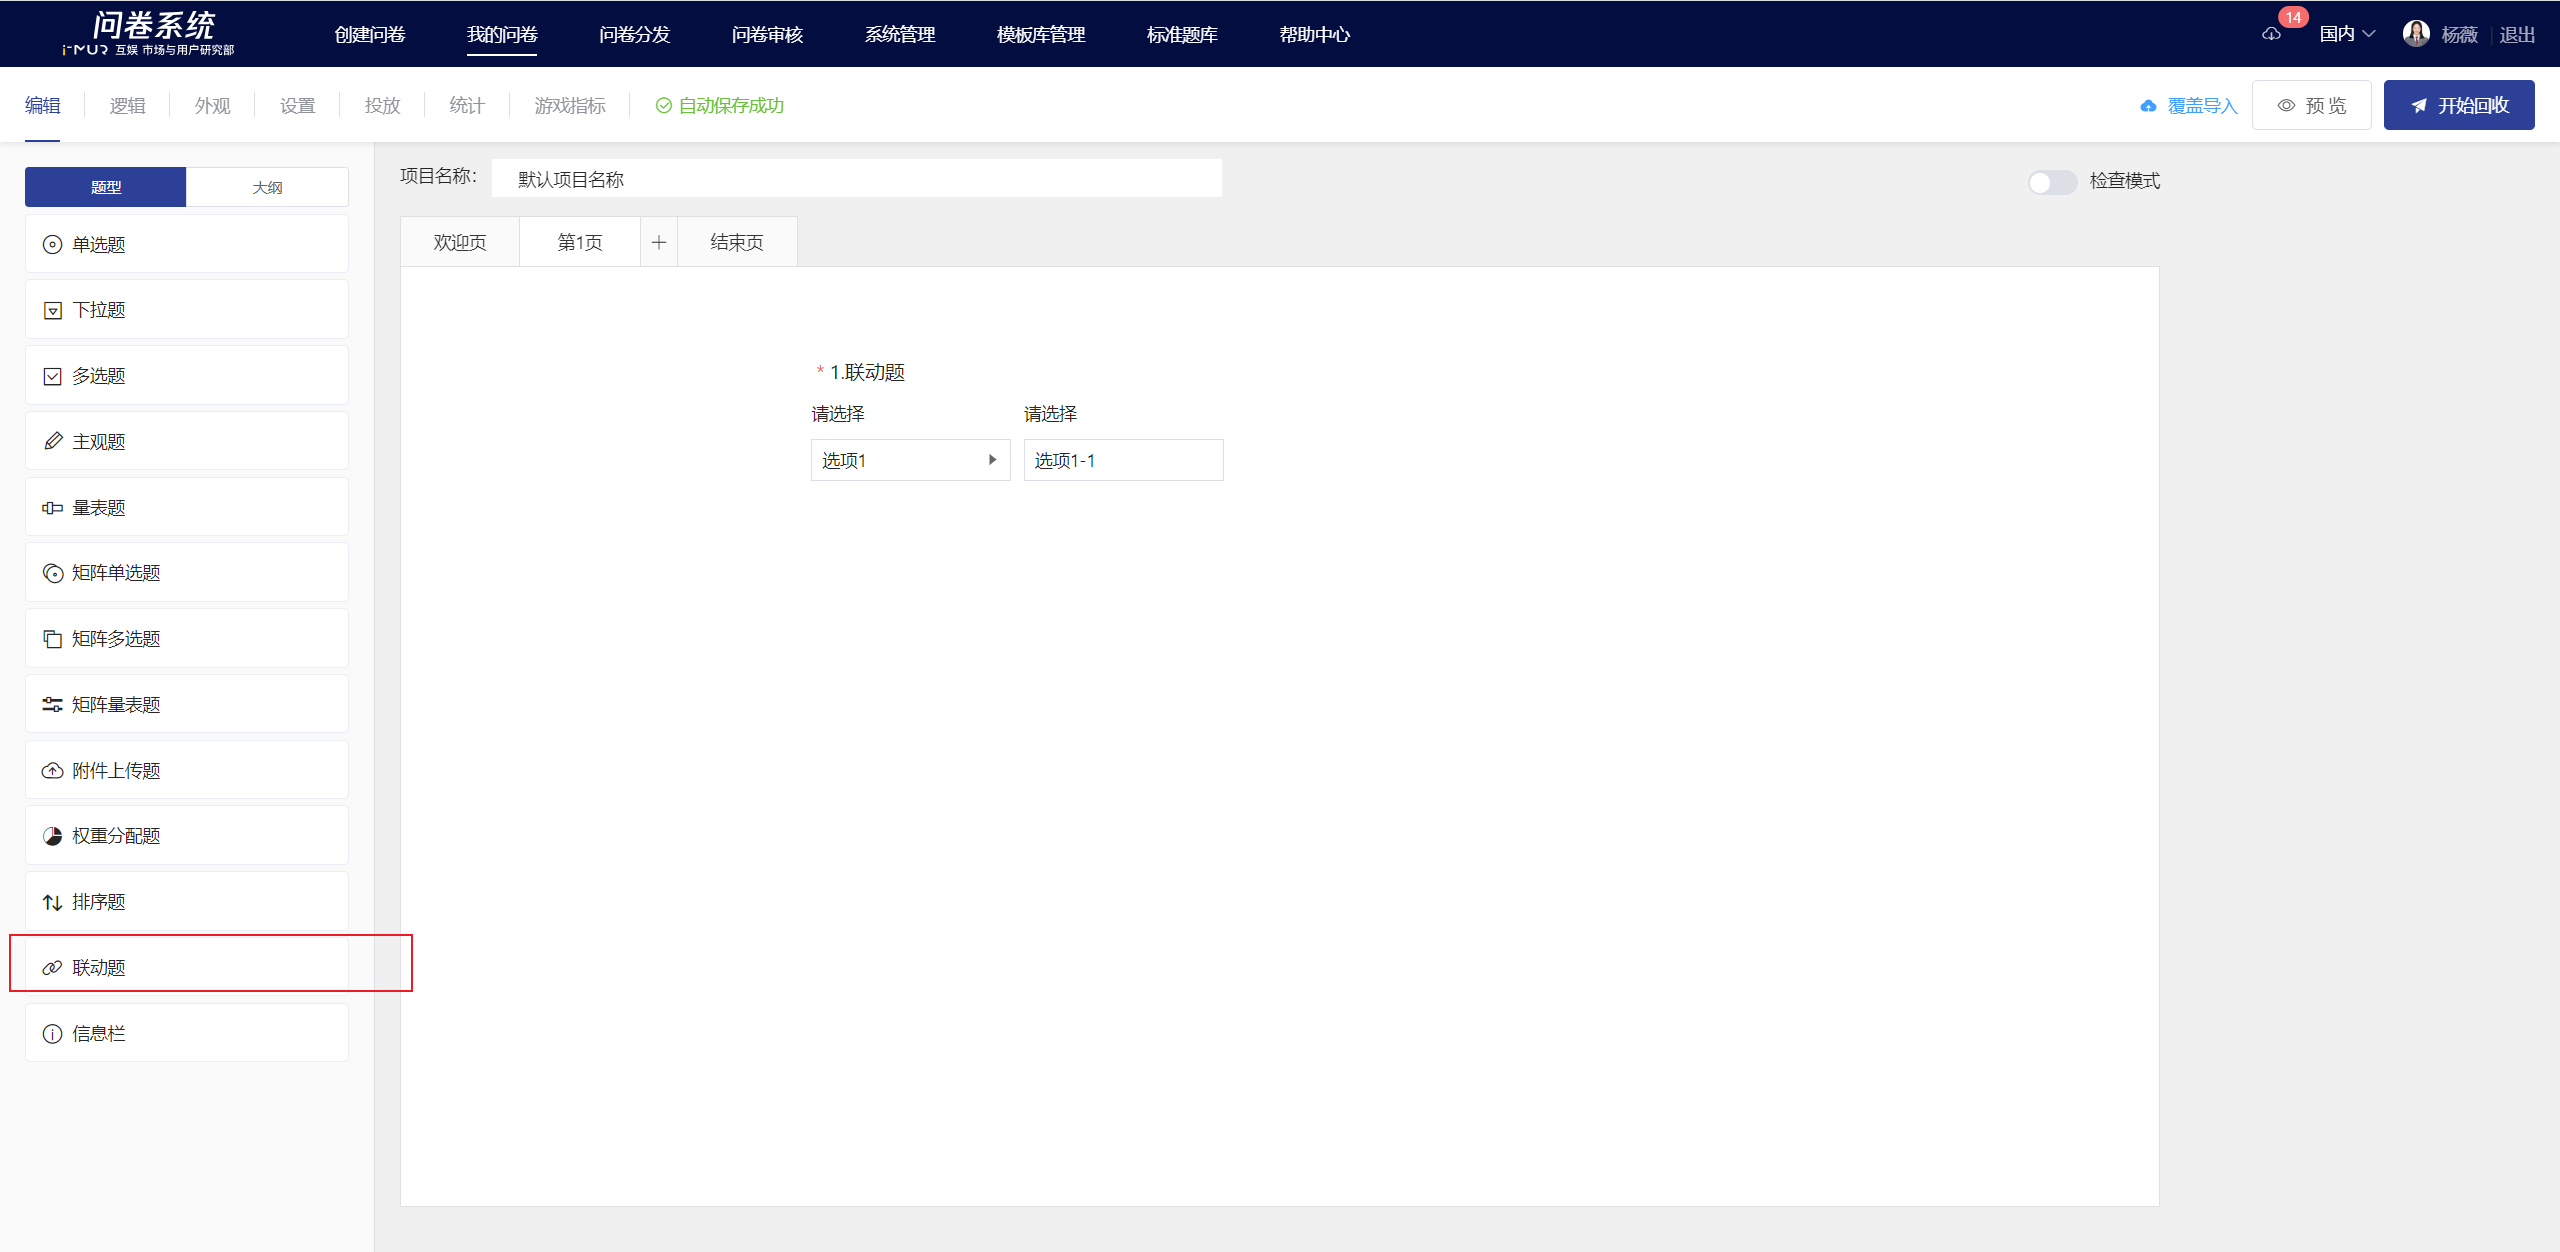 问卷系统
i-MUR 互娱 市场与用户研究部
创建问卷
我的问卷
问卷分发
问卷审核
系统管理
模板库管理
标准题库
帮助中心
14
国内
杨薇
退出
编辑
逻辑
外观
设置
投放
统计
游戏指标
自动保存成功
覆盖导入
预 览
开始回收
题型
大纲
单选题
下拉题
多选题
主观题
量表题
矩阵单选题
矩阵多选题
矩阵量表题
附件上传题
权重分配题
排序题
联动题
信息栏
项目名称：
默认项目名称
检查模式
欢迎页
第1页
结束页
* 1.联动题
请选择
请选择
选项1
选项1-1